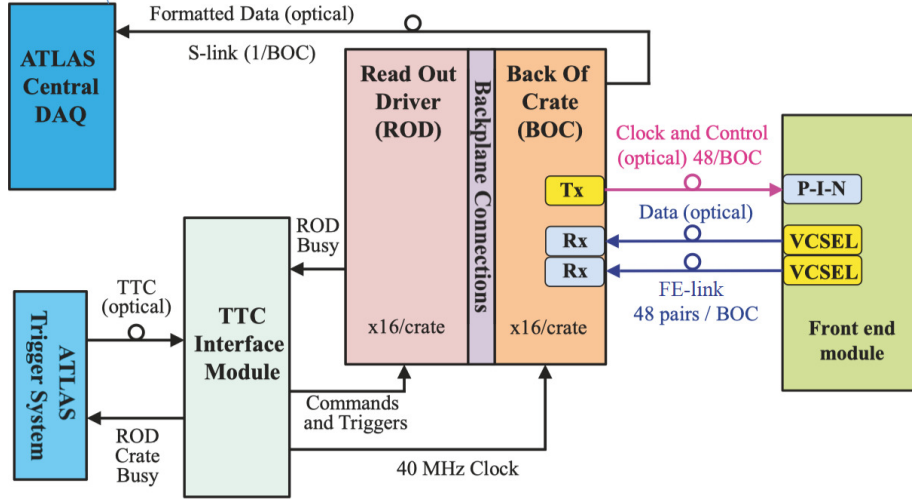 Formatted Data (optical)
S-link (1/BOC)
ATLAS
Central
DAQ
Read Out
Driver
(ROD)
Backplane Connections
Back Of
Crate
(BOC)
Clock and Control
(optical) 48/BOC
Tx
P-I-N
Data (optical)
Rx
VCSEL
Rx
VCSEL
FE-link
48 pairs / BOC
Front end
module
x16/crate
x16/crate
ROD
Busy
TTC
(optical)
TTC
Interface
Module
ATLAS
Trigger System
Commands
and Triggers
ROD
Crate
Busy
40 MHz Clock